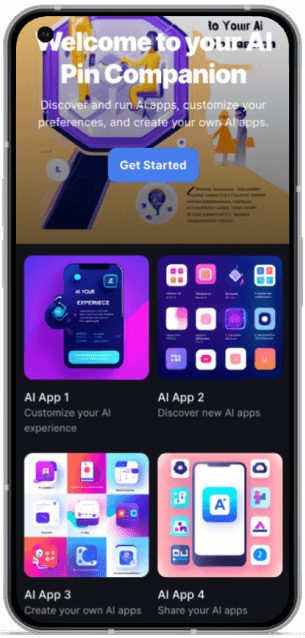 to Your Ai
Welcome to your AI
Pin Companion
Discover and run AI apps, customize your
preferences, and create your own AI apps.
Get Started
AI YOUR
EXPERIECE
AI App 1
Customize your AI
experience
AI App 2
Discover new AI apps
AI App 3
Create your own AI apps
AI App 4
Share your AI apps